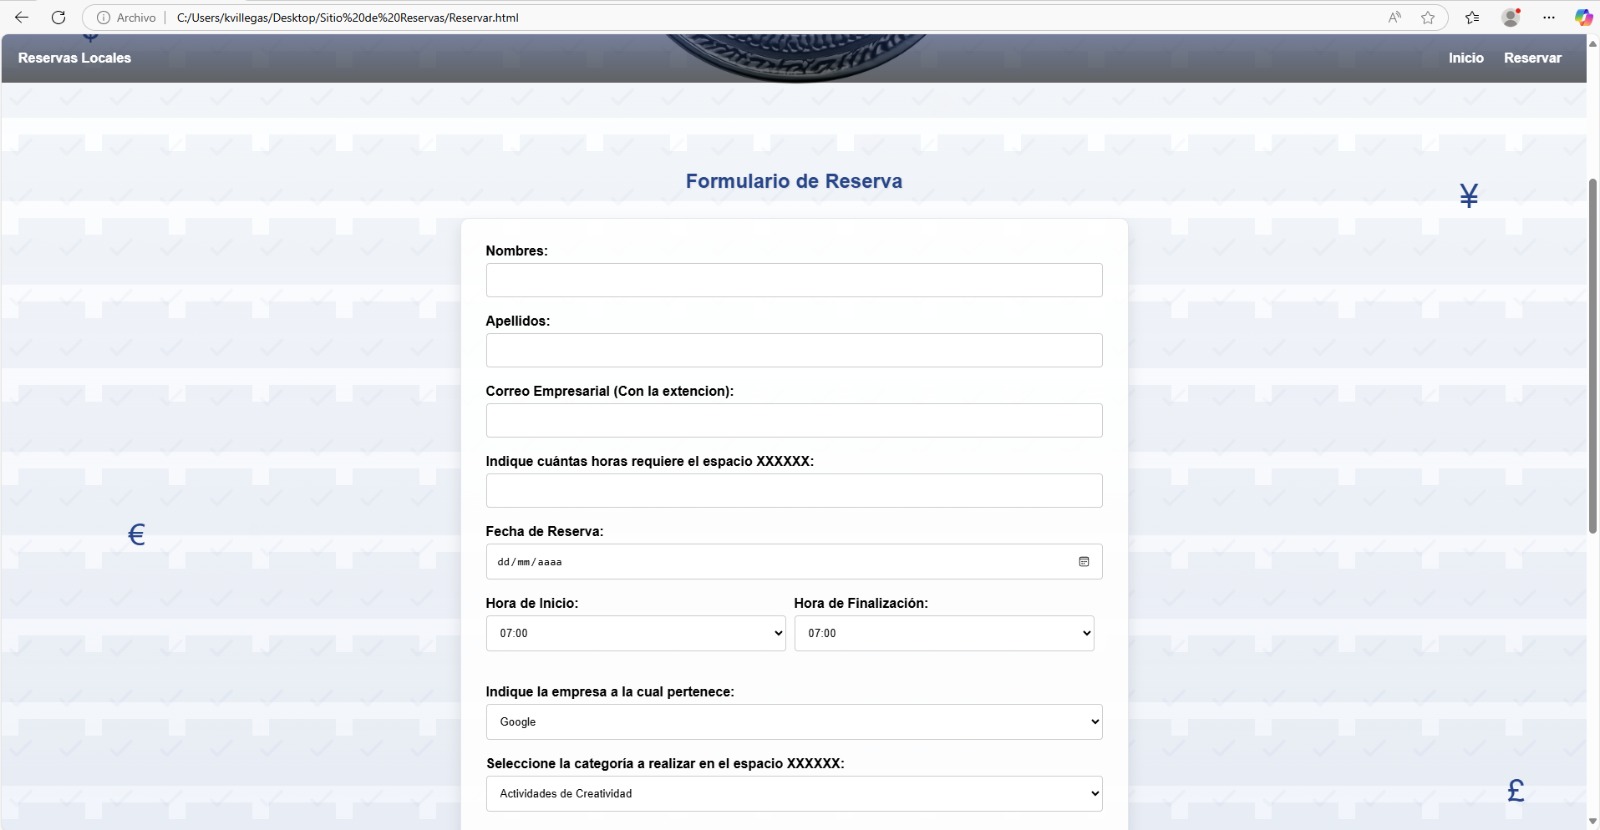 Archivo
C:/Users/kvillegas/Desktop/Sitio%20de%20Reservas/Reservar.html
Reservas Locales
Inicio
Reservar
Formulario de Reserva
¥
Nombres:
Apellidos:
Correo Empresarial (Con la extencion):
Indique cuántas horas requiere el espacio XXXXXX:
€
Fecha de Reserva:
dd/mm/aaaa
Hora de Inicio:
Hora de Finalización:
07:00
07:00
Indique la empresa a la cual pertenece:
Google
Seleccione la categoría a realizar en el espacio XXXXXX:
Actividades de Creatividad
£